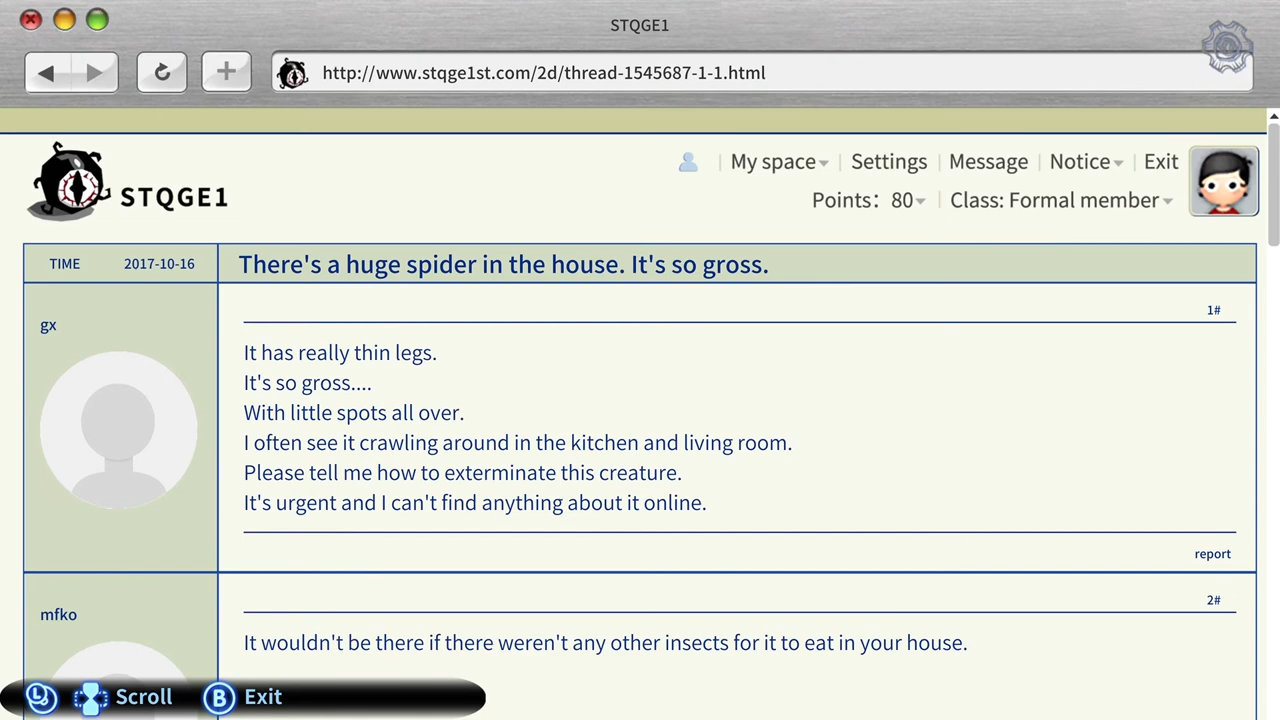 STQGE1
http://www.stqge1st.com/2d/thread-1545687-1-1.html
STQGE1
My space
Settings
Message
Notice
Exit
Points: 80
Class: Formal member
TIME 2017-10-16
There's a huge spider in the house. It's so gross.
gx
1#
It has really thin legs.
It's so gross....
With little spots all over.
I often see it crawling around in the kitchen and living room.
Please tell me how to exterminate this creature.
It's urgent and I can't find anything about it online.
report
mfko
2#
It wouldn't be there if there weren't any other insects for it to eat in your house.
L Scroll B Exit